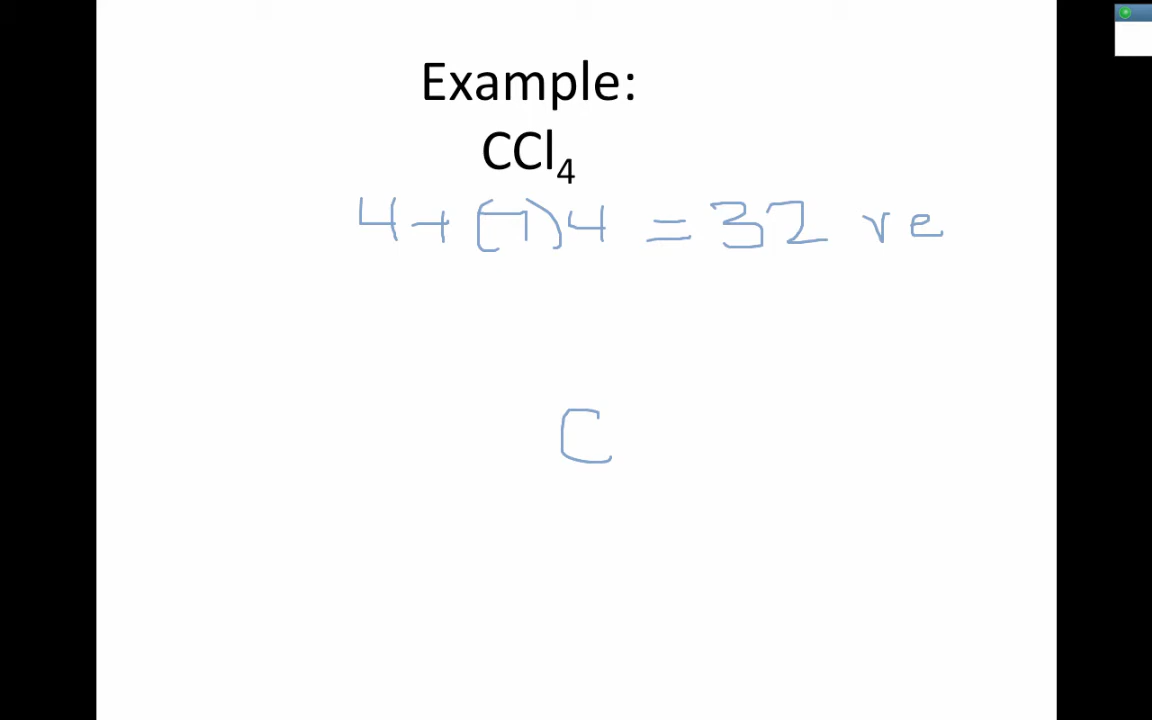 Example:
CCl₄
4+(7)4 = 32 ve
C